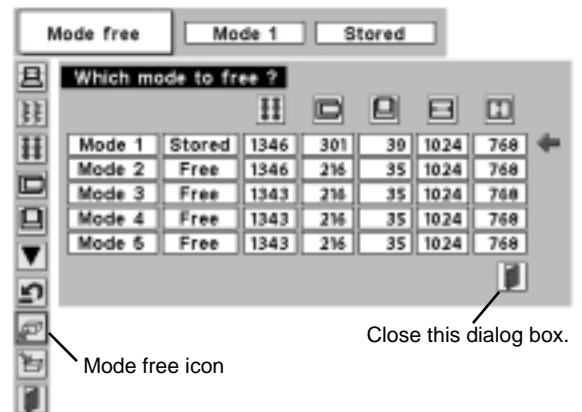 Mode free Mode 1 Stored
Which mode to free ?
Mode 1 Stored 1346 301 39 1024 768
Mode 2 Free 1346 216 35 1024 768
Mode 3 Free 1343 216 35 1024 768
Mode 4 Free 1343 216 35 1024 768
Mode 5 Free 1343 216 35 1024 768
Close this dialog box.
Mode free icon